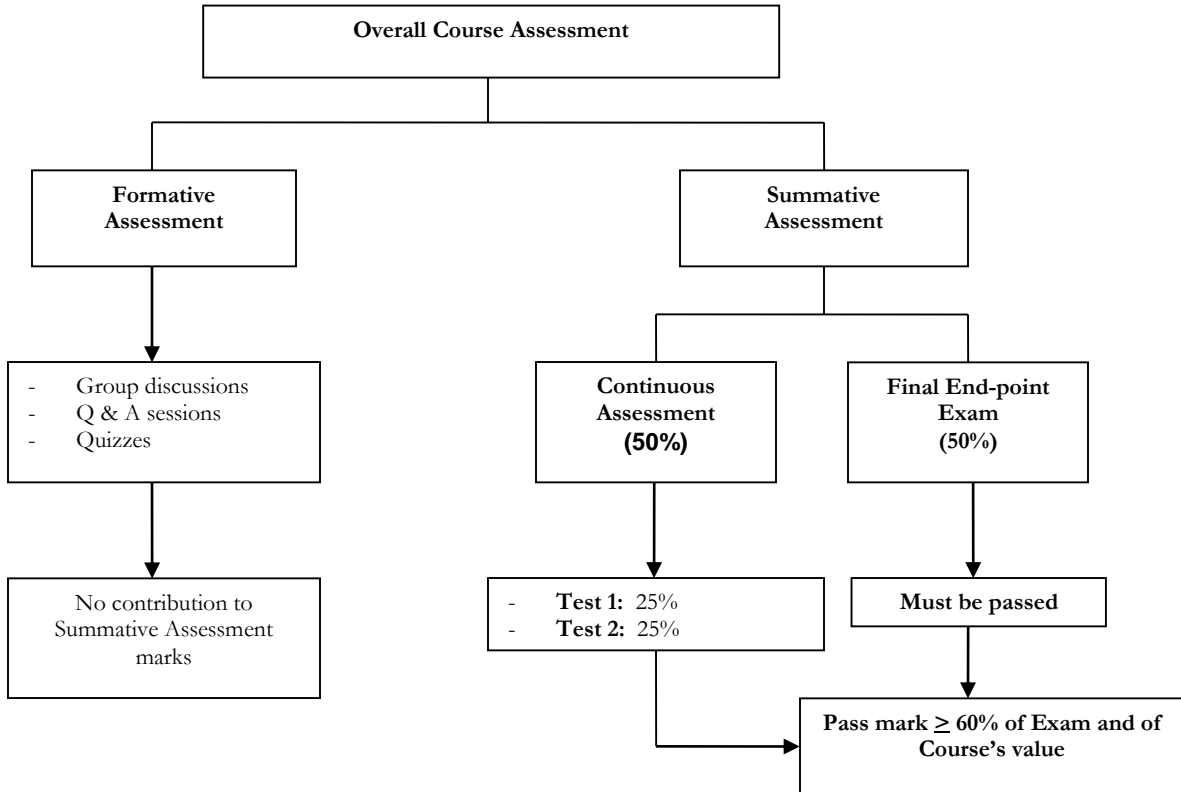 Overall Course Assessment
Formative
Assessment
Summative
Assessment
- Group discussions
- Q & A sessions
- Quizzes
Continuous
Assessment
(50%)
Final End-point
Exam
(50%)
No contribution to
Summative Assessment
marks
- Test 1: 25%
- Test 2: 25%
Must be passed
Pass mark ≥ 60% of Exam and of
Course’s value